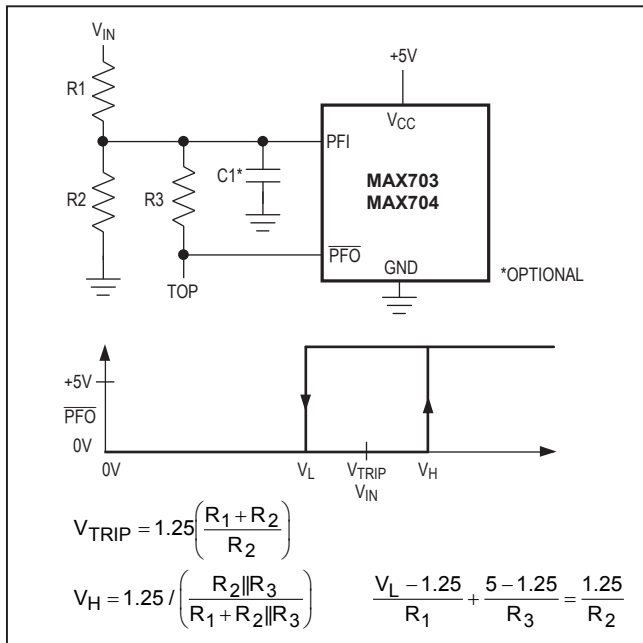 V_IN
+5V
R1
V_CC
PFI
C1*
R2
R3
MAX703
MAX704
P̅F̅O̅
GND
*OPTIONAL
TOP
+5V
P̅F̅O̅
0V
0V V_L V_TRIP V_H
V_IN
V_TRIP = 1.25((R_1 + R_2)/R_2)
V_H = 1.25 / ((R_2||R_3)/(R_1 + R_2||R_3)) (V_L − 1.25)/R_1 + (5 − 1.25)/R_3 = 1.25/R_2